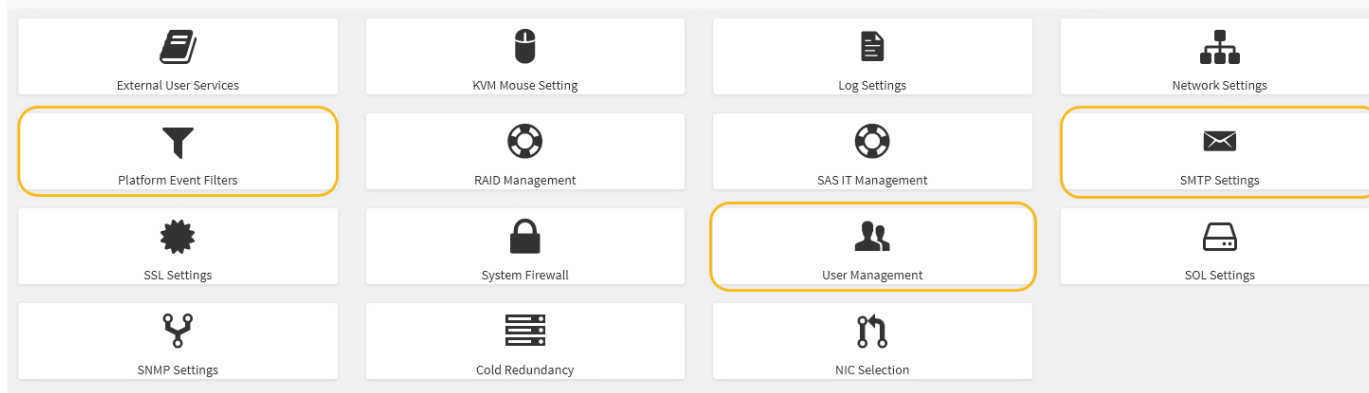 External User Services
KVM Mouse Setting
Log Settings
Network Settings
Platform Event Filters
RAID Management
SAS IT Management
SMTP Settings
SSL Settings
System Firewall
User Management
SOL Settings
SNMP Settings
Cold Redundancy
NIC Selection